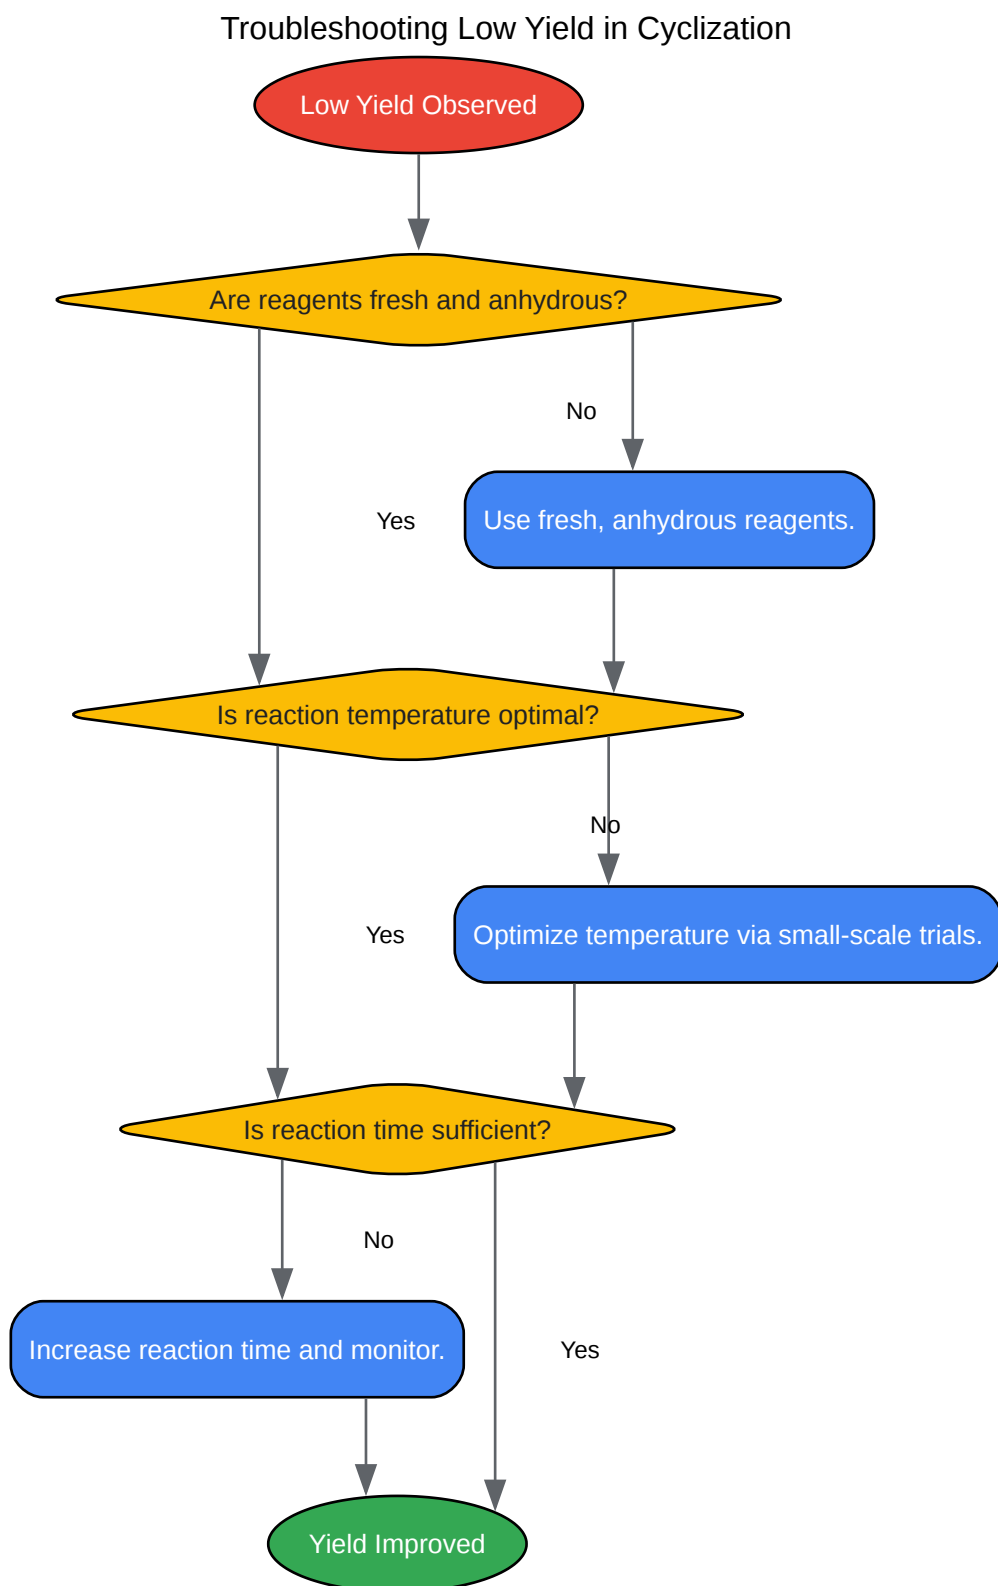 Troubleshooting Low Yield in Cyclization
Low Yield Observed
Are reagents fresh and anhydrous?
No
Yes
Use fresh, anhydrous reagents.
Is reaction temperature optimal?
No
Yes
Optimize temperature via small-scale trials.
Is reaction time sufficient?
No
Increase reaction time and monitor.
Yes
Yield Improved